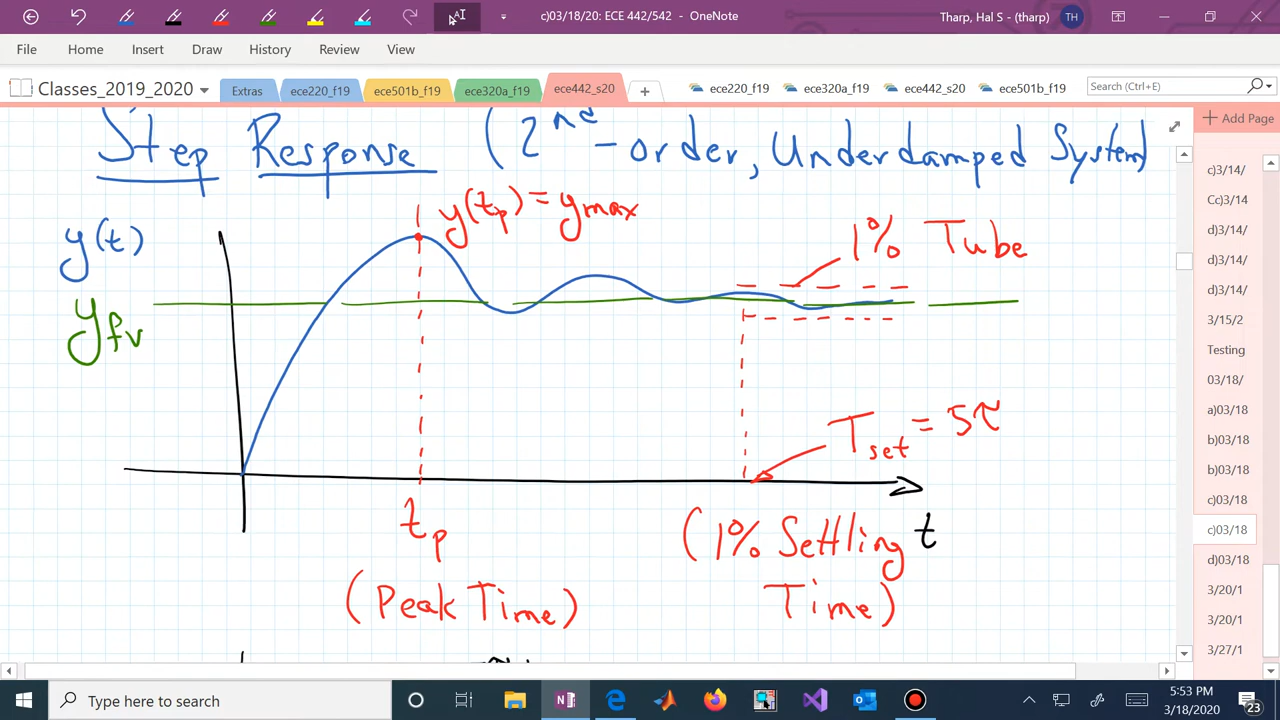 c)03/18/20: ECE 442/542 - OneNote
Tharp, Hal S - (tharp)
TH
File Home Insert Draw History Review View
Classes_2019_2020
Extras ece220_f19 ece501b_f19 ece320a_f19 ece442_s20
ece220_f19 ece320a_f19 ece442_s20 ece501b_f19
Search (Ctrl+E)
Add Page
Step Response (2nd-order, Underdamped System)
y(t)
y(tp) = ymax
1% Tube
yfv
Tset = 5τ
tp
(Peak Time)
(1% Settling
Time)
t
c)3/14/
Cc)3/14
d)3/14/
d)3/14/
d)3/14/
3/15/2
Testing
03/18/
a)03/18
b)03/18
b)03/18
c)03/18
c)03/18
d)03/18
3/20/1
3/20/1
3/27/1
Type here to search
5:53 PM
3/18/2020
23